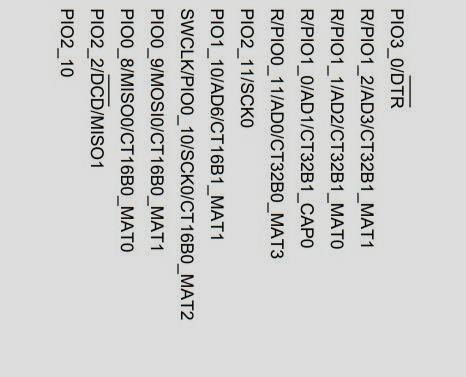 PIO3_0/DTR
R/PIO1_2/AD3/CT32B1_MAT1
R/PIO1_1/AD2/CT32B1_MAT0
R/PIO1_0/AD1/CT32B1_CAP0
R/PIO0_11/AD0/CT32B0_MAT3
PIO2_11/SCK0
PIO1_10/AD6/CT16B1_MAT1
SWCLK/PIO0_10/SCK0/CT16B0_MAT2
PIO0_9/MOSI0/CT16B0_MAT1
PIO0_8/MISO0/CT16B0_MAT0
PIO2_2/DCD/MISO1
PIO2_10